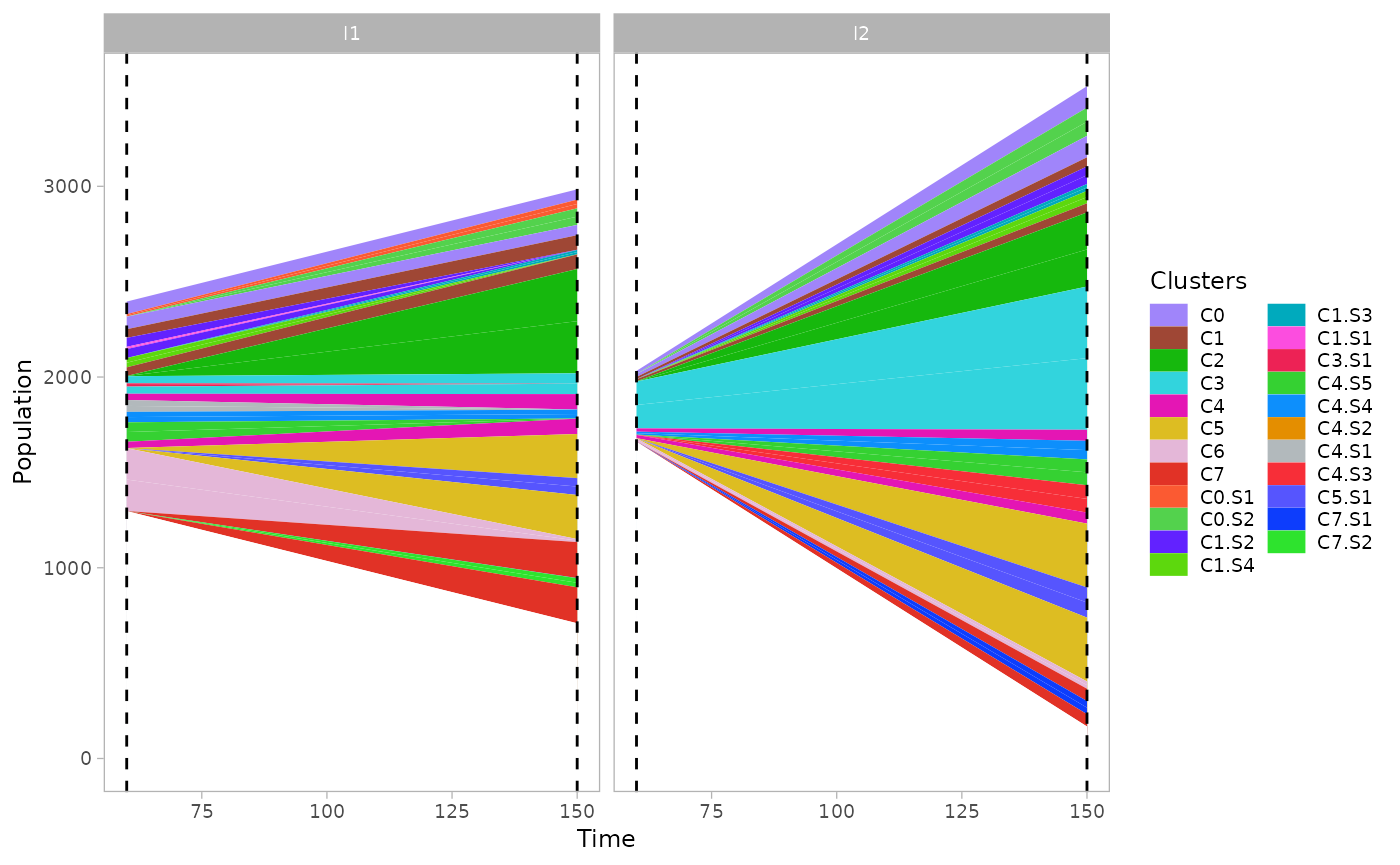 I1 I2
Population
3000
2000
1000
0
75 100 125 150 75 100 125 150
Time
Clusters
C0 C1.S3
C1 C1.S1
C2 C3.S1
C3 C4.S5
C4 C4.S4
C5 C4.S2
C6 C4.S1
C7 C4.S3
C0.S1 C5.S1
C0.S2 C7.S1
C1.S2 C7.S2
C1.S4